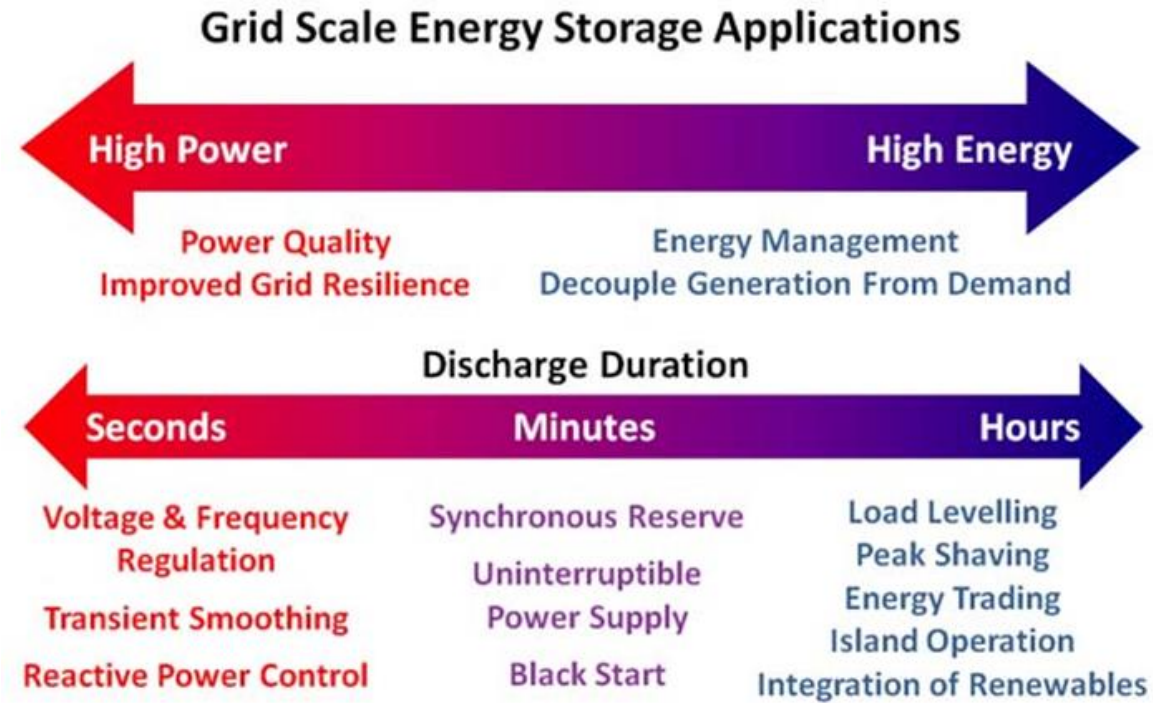 Grid Scale Energy Storage Applications
High Power
High Energy
Power Quality
Improved Grid Resilience
Energy Management
Decouple Generation From Demand
Discharge Duration
Seconds
Minutes
Hours
Voltage & Frequency
Regulation
Transient Smoothing
Reactive Power Control
Synchronous Reserve
Uninterruptible
Power Supply
Black Start
Load Levelling
Peak Shaving
Energy Trading
Island Operation
Integration of Renewables